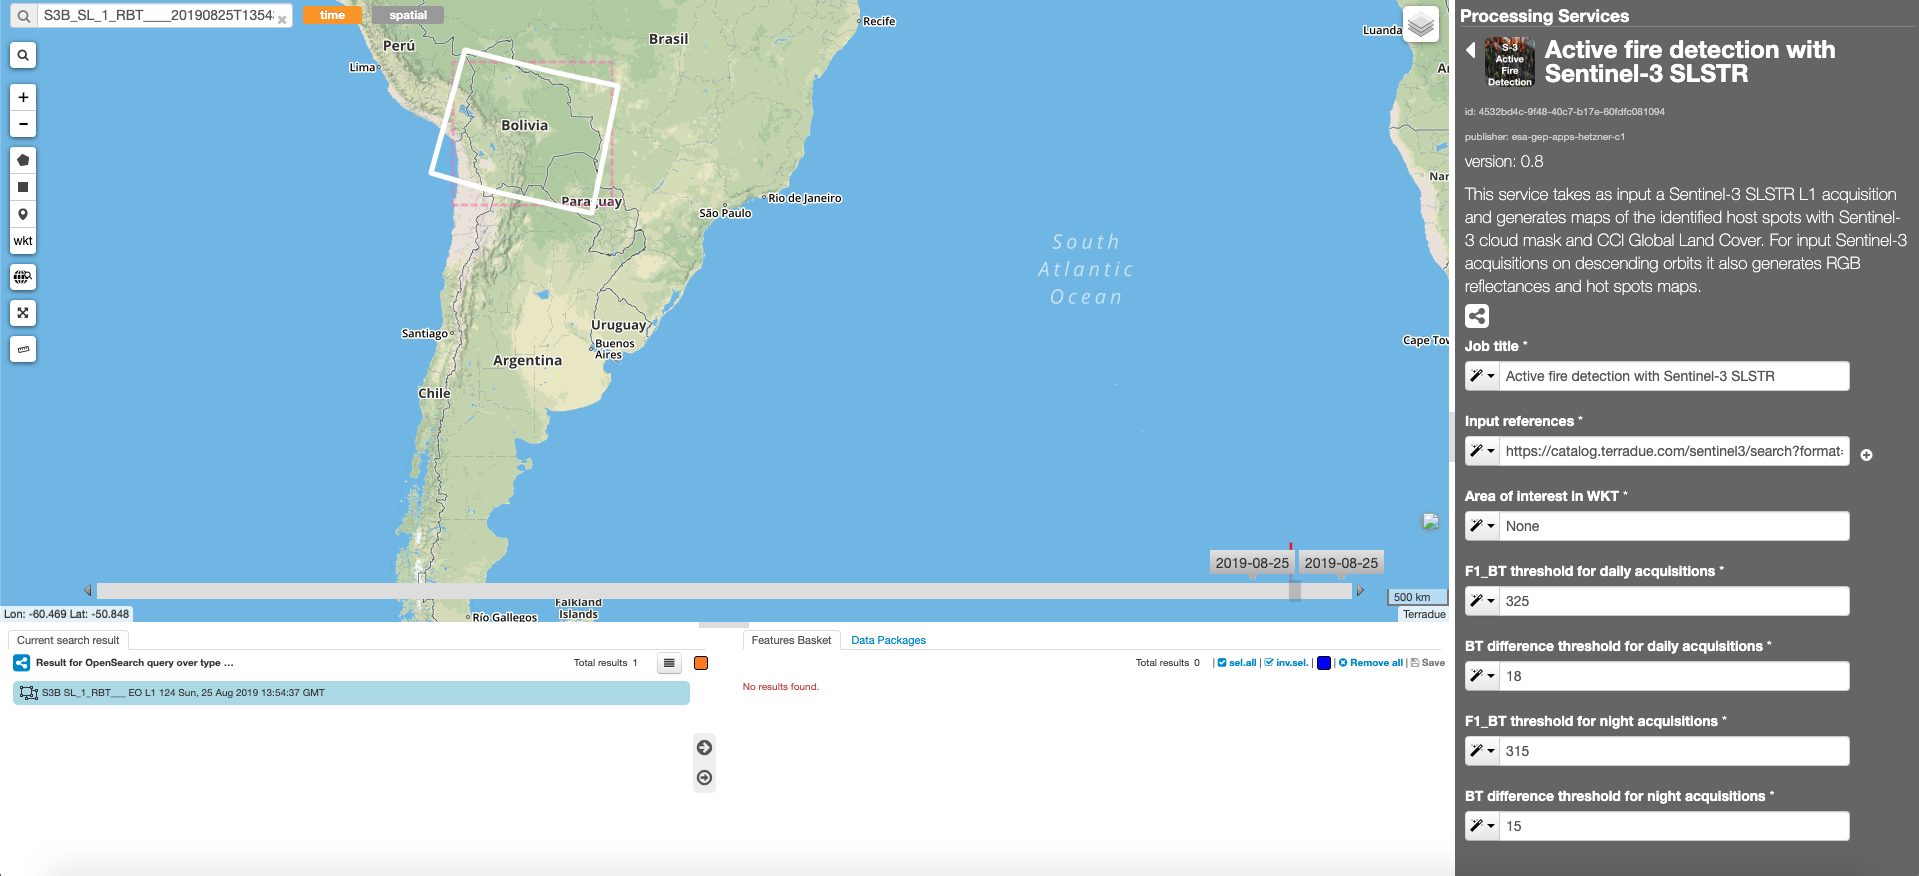 S3B_SL_1_RBT____20190825T1354
time
spatial
Perú
Lima
Brasil
Recife
Bolivia
Paraguay
Rio de Janeiro
São Paulo
Luanda
South
Atlantic
Ocean
Santiago
Uruguay
Buenos
Aires
Argentina
Chile
Cape Tow
wkt
2019-08-25
2019-08-25
500 km
Terradue
Falkland
Islands
Río Gallegos
Lon: -60.469 Lat: -50.848
Current search result
Result for OpenSearch query over type ...
Total results 1
S3B SL_1_RBT___ EO L1 124 Sun, 25 Aug 2019 13:54:37 GMT
Features Basket
Data Packages
Total results 0 | sel.all | inv.sel. | Remove all | Save
No results found.
Processing Services
S-3
Active
Fire
Detection
Active fire detection with
Sentinel-3 SLSTR
id: 4532bd4c-9f48-40c7-b17e-60fdfc081094
publisher: esa-gep-apps-hetzner-c1
version: 0.8
This service takes as input a Sentinel-3 SLSTR L1 acquisition
and generates maps of the identified host spots with Sentinel-
3 cloud mask and CCI Global Land Cover. For input Sentinel-3
acquisitions on descending orbits it also generates RGB
reflectances and hot spots maps.
Job title *
Active fire detection with Sentinel-3 SLSTR
Input references *
https://catalog.terradue.com/sentinel3/search?format=
Area of interest in WKT *
None
F1_BT threshold for daily acquisitions *
325
BT difference threshold for daily acquisitions *
18
F1_BT threshold for night acquisitions *
315
BT difference threshold for night acquisitions *
15